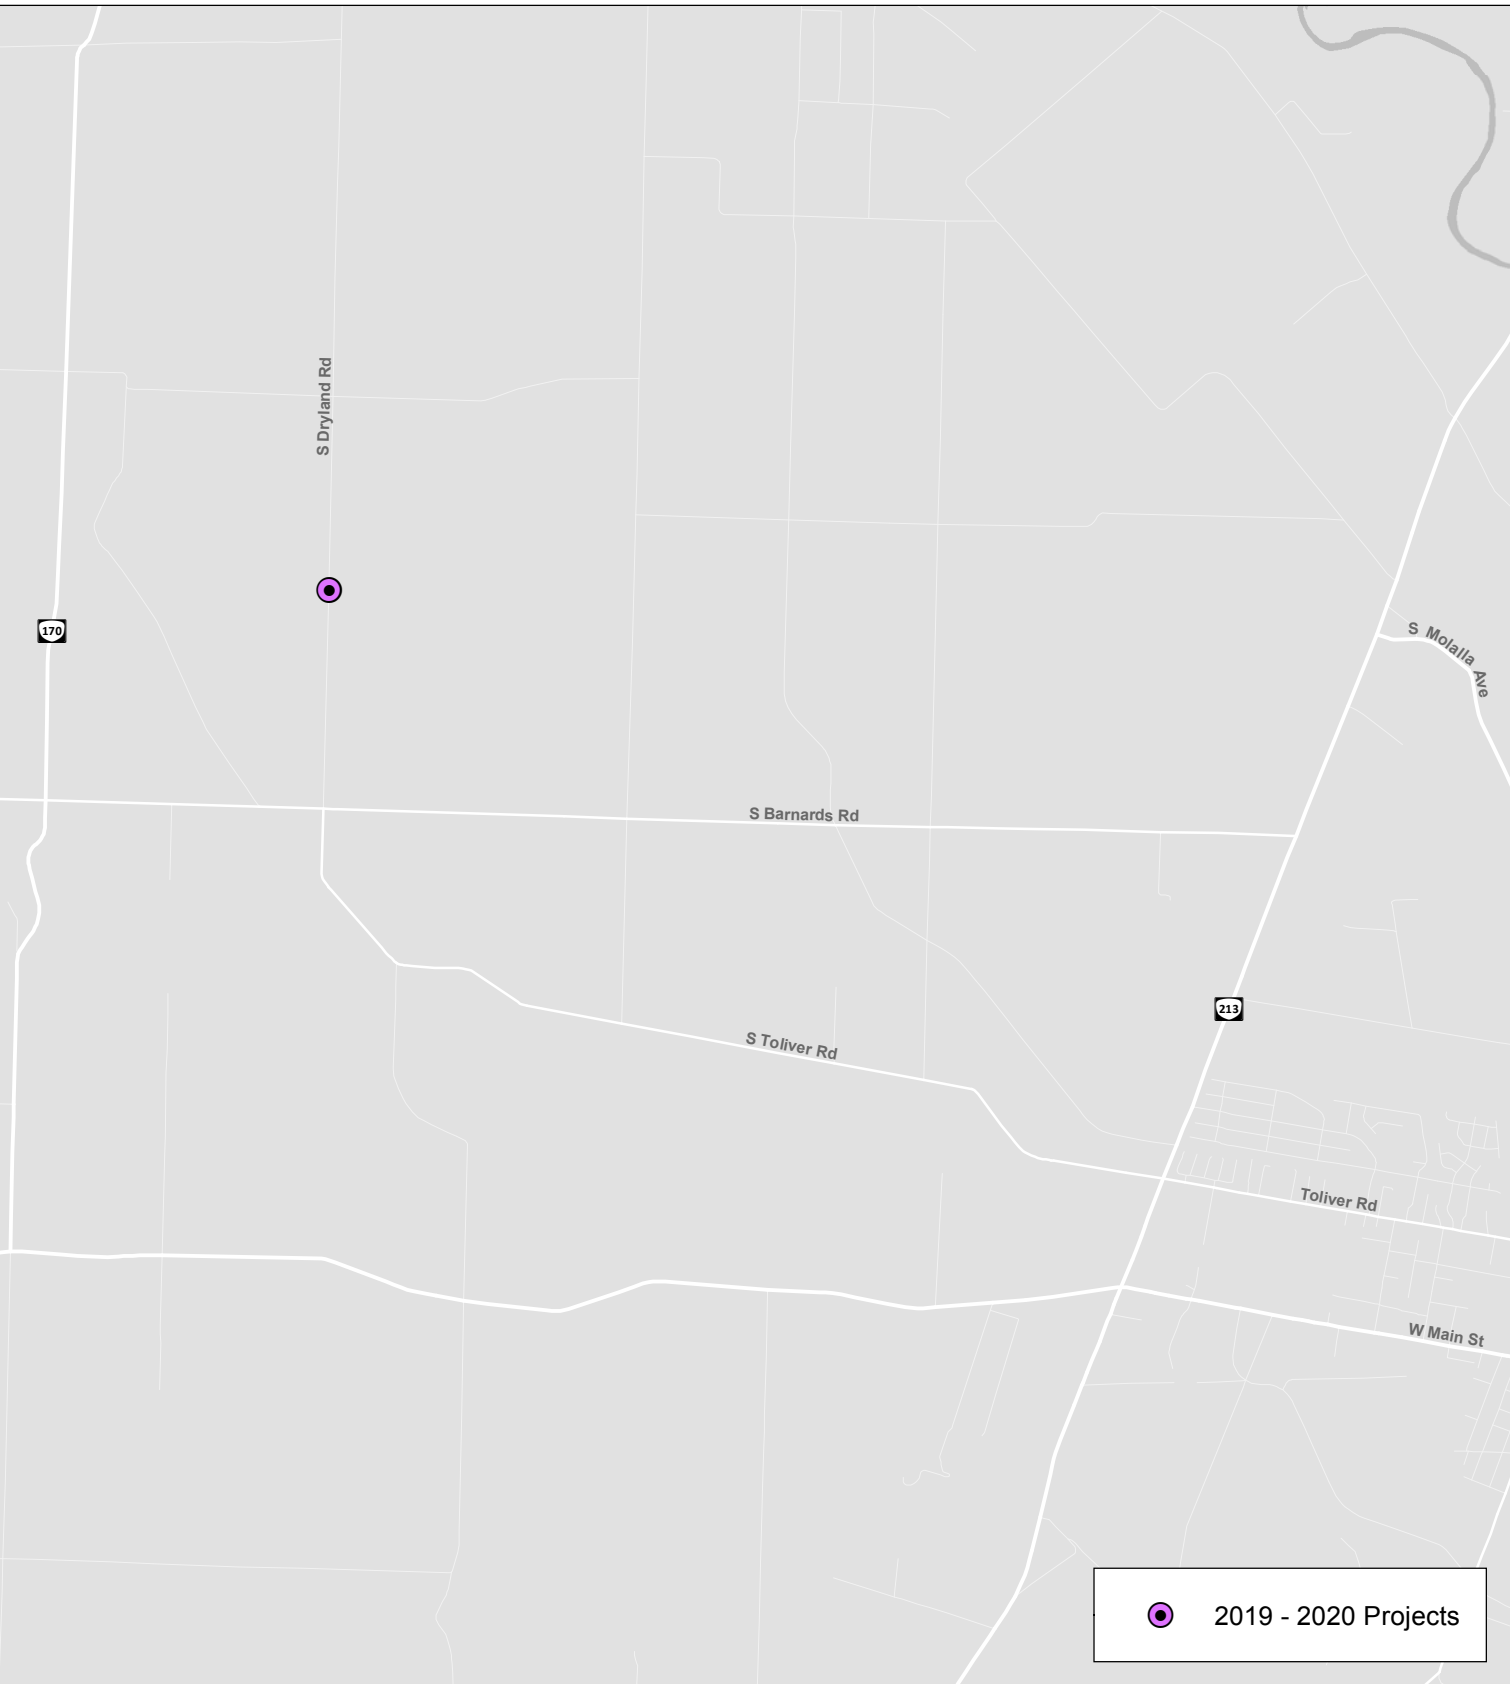 S Dryland Rd
170
S Molalla Ave
S Barnards Rd
213
S Toliver Rd
Toliver Rd
W Main St
2019 - 2020 Projects